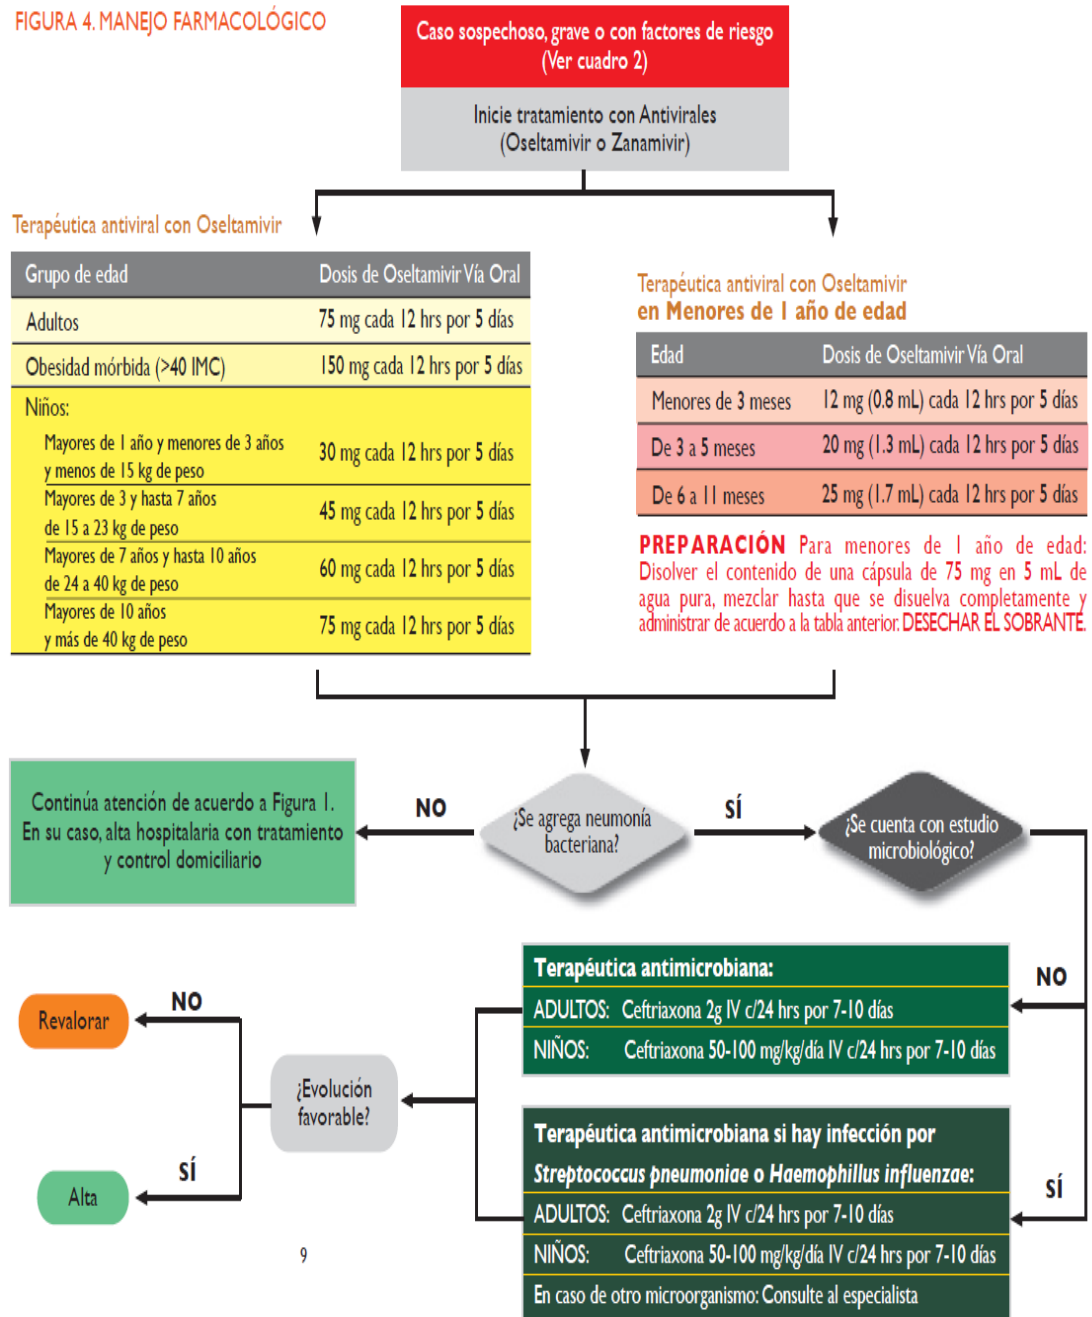 FIGURA 4. MANEJO FARMACOLÓGICO
Caso sospechoso, grave o con factores de riesgo
(Ver cuadro 2)
Inicie tratamiento con Antivirales
(Oseltamivir o Zanamivir)
Terapéutica antiviral con Oseltamivir
Grupo de edad Dosis de Oseltamivir Vía Oral
Adultos 75 mg cada 12 hrs por 5 días
Obesidad mórbida (>40 IMC) 150 mg cada 12 hrs por 5 días
Niños:
Mayores de 1 año y menores de 3 años
y menos de 15 kg de peso
30 mg cada 12 hrs por 5 días
Mayores de 3 y hasta 7 años
de 15 a 23 kg de peso
45 mg cada 12 hrs por 5 días
Mayores de 7 años y hasta 10 años
de 24 a 40 kg de peso
60 mg cada 12 hrs por 5 días
Mayores de 10 años
y más de 40 kg de peso
75 mg cada 12 hrs por 5 días
Terapéutica antiviral con Oseltamivir
en Menores de 1 año de edad
Edad Dosis de Oseltamivir Vía Oral
Menores de 3 meses 12 mg (0.8 mL) cada 12 hrs por 5 días
De 3 a 5 meses 20 mg (1.3 mL) cada 12 hrs por 5 días
De 6 a 11 meses 25 mg (1.7 mL) cada 12 hrs por 5 días
PREPARACIÓN Para menores de 1 año de edad:
Disolver el contenido de una cápsula de 75 mg en 5 mL de
agua pura, mezclar hasta que se disuelva completamente y
administrar de acuerdo a la tabla anterior. DESECHAR EL SOBRANTE.
¿Se agrega neumonía
bacteriana?
NO
Continúa atención de acuerdo a Figura 1.
En su caso, alta hospitalaria con tratamiento
y control domiciliario
SÍ
¿Se cuenta con estudio
microbiológico?
NO
Terapéutica antimicrobiana:
ADULTOS: Ceftriaxona 2g IV c/24 hrs por 7-10 días
NIÑOS: Ceftriaxona 50-100 mg/kg/día IV c/24 hrs por 7-10 días
SÍ
Terapéutica antimicrobiana si hay infección por
Streptococcus pneumoniae o Haemophillus influenzae:
ADULTOS: Ceftriaxona 2g IV c/24 hrs por 7-10 días
NIÑOS: Ceftriaxona 50-100 mg/kg/día IV c/24 hrs por 7-10 días
En caso de otro microorganismo: Consulte al especialista
¿Evolución
favorable?
NO
Revalorar
SÍ
Alta
9